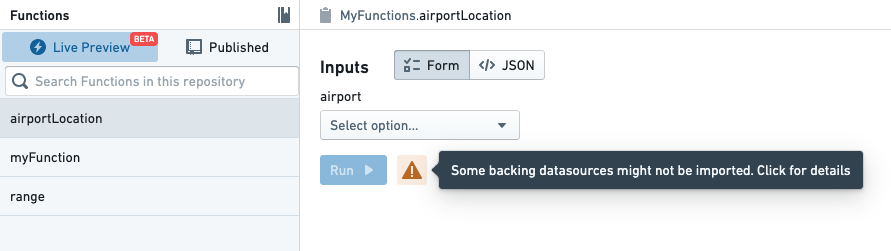 Functions
MyFunctions.airportLocation
Live Preview
BETA
Published
Search Functions in this repository
airportLocation
myFunction
range
Inputs
Form
JSON
airport
Select option...
Run
Some backing datasources might not be imported. Click for details